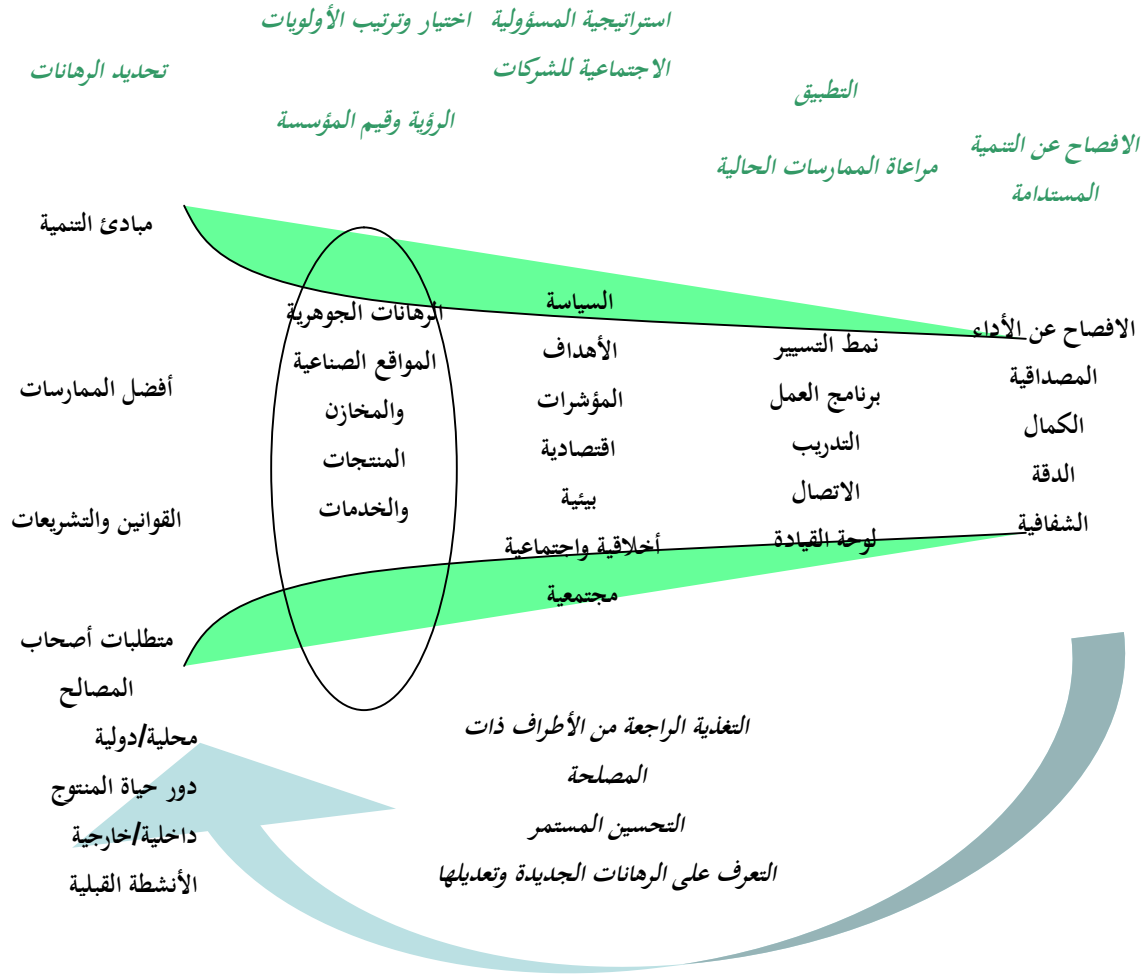 تحديد الرهانات
اختيار وترتيب الأولويات
الرؤية وقيم المؤسسة
استراتيجية المسؤولية
الاجتماعية للشركات
التطبيق
مراعاة الممارسات الحالية
الافصاح عن التنمية
المستدامة
مبادئ التنمية
أفضل الممارسات
القوانين والتشريعات
متطلبات أصحاب
المصالح
محلية/دولية
دور حياة المنتوج
داخلية/خارجية
الأنشطة القبلية
الرهانات الجوهرية
المواقع الصناعية
والمخازن
المنتجات
والخدمات
السياسة
الأهداف
المؤشرات
اقتصادية
بيئية
أخلاقية واجتماعية
مجتمعية
نمط التسيير
برنامج العمل
التدريب
الاتصال
لوحة القيادة
الافصاح عن الأداء
المصداقية
الكمال
الدقة
الشفافية
التغذية الراجعة من الأطراف ذات
المصلحة
التحسين المستمر
التعرف على الرهانات الجديدة وتعديلها